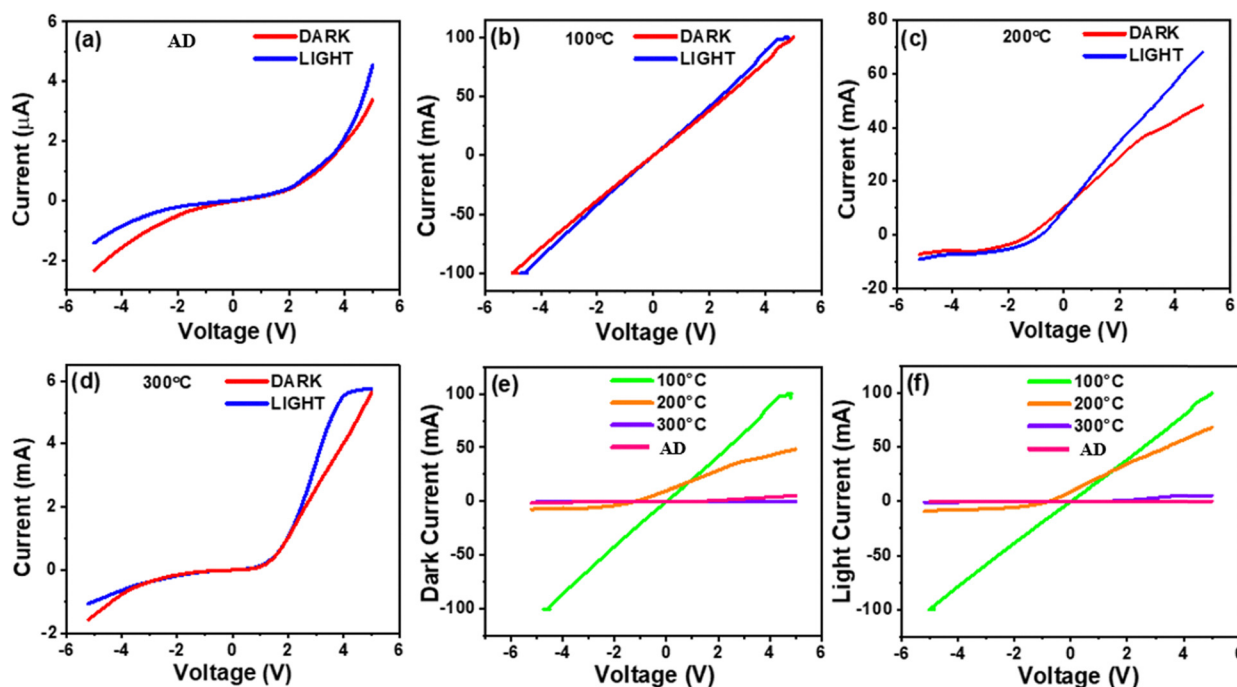 (a) AD
DARK
LIGHT
6
4
2
0
-2
Current (μA)
-6 -4 -2 0 2 4 6
Voltage (V)
(b) 100°C
DARK
LIGHT
100
50
0
-50
-100
Current (mA)
-6 -4 -2 0 2 4 6
Voltage (V)
(c) 200°C
DARK
LIGHT
80
60
40
20
0
-20
Current (mA)
-6 -4 -2 0 2 4 6
Voltage (V)
(d) 300°C
DARK
LIGHT
6
4
2
0
-2
Current (mA)
-6 -4 -2 0 2 4 6
Voltage (V)
(e)
100°C
200°C
300°C
AD
100
50
0
-50
-100
Dark Current (mA)
-6 -4 -2 0 2 4 6
Voltage (V)
(f)
100°C
200°C
300°C
AD
100
50
0
-50
-100
Light Current (mA)
-6 -4 -2 0 2 4 6
Voltage (V)